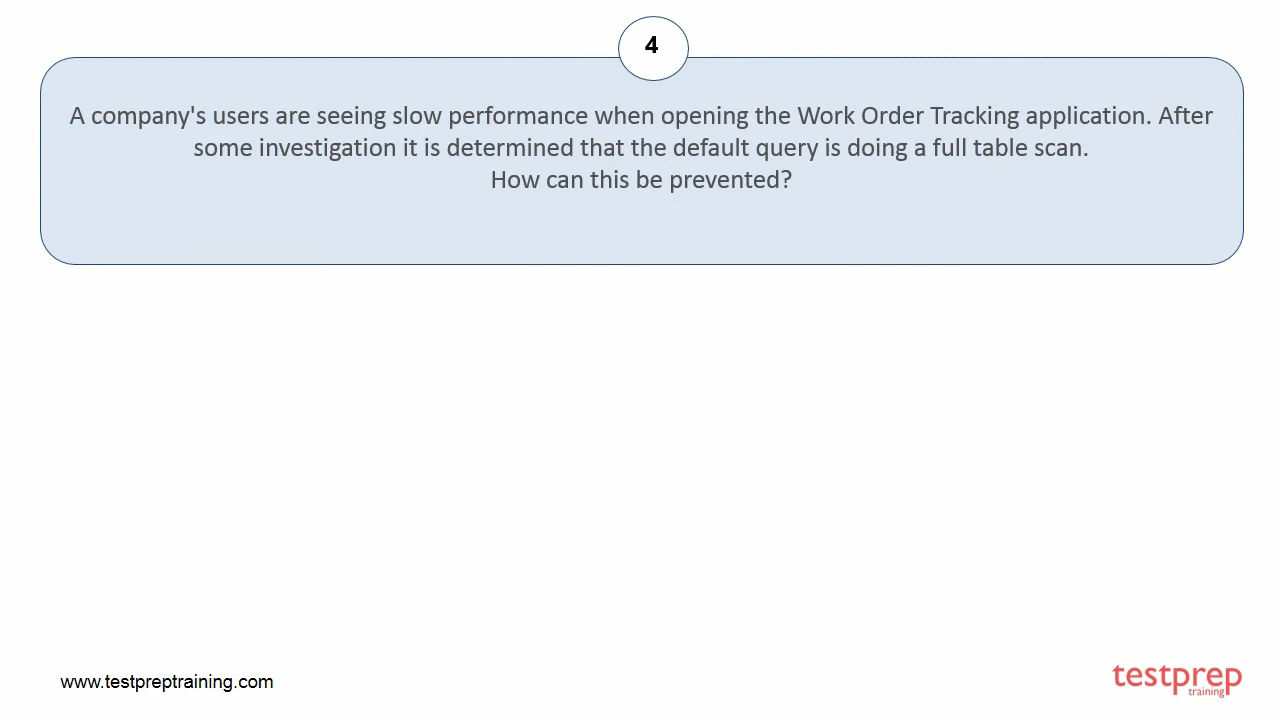 4
A company's users are seeing slow performance when opening the Work Order Tracking application. After
some investigation it is determined that the default query is doing a full table scan.
How can this be prevented?
www.testpreptraining.com
testprep
training